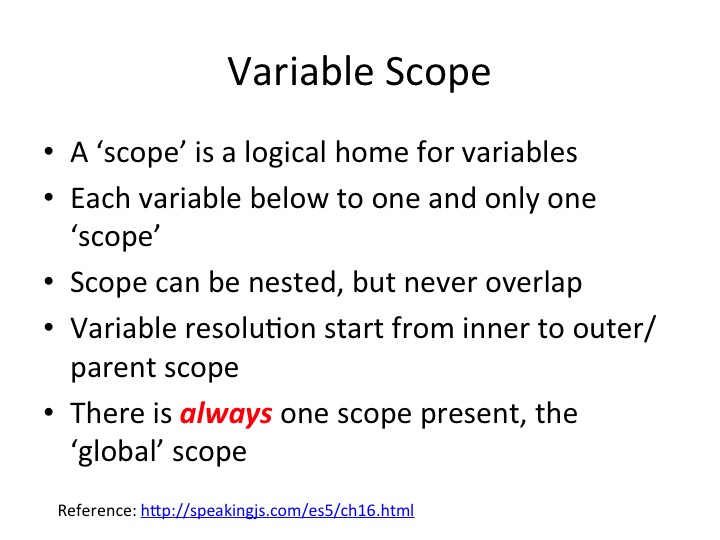 Variable Scope
• A ‘scope’ is a logical home for variables
• Each variable below to one and only one
‘scope’
• Scope can be nested, but never overlap
• Variable resolution start from inner to outer/
parent scope
• There is always one scope present, the
‘global’ scope
Reference: http://speakingjs.com/es5/ch16.html